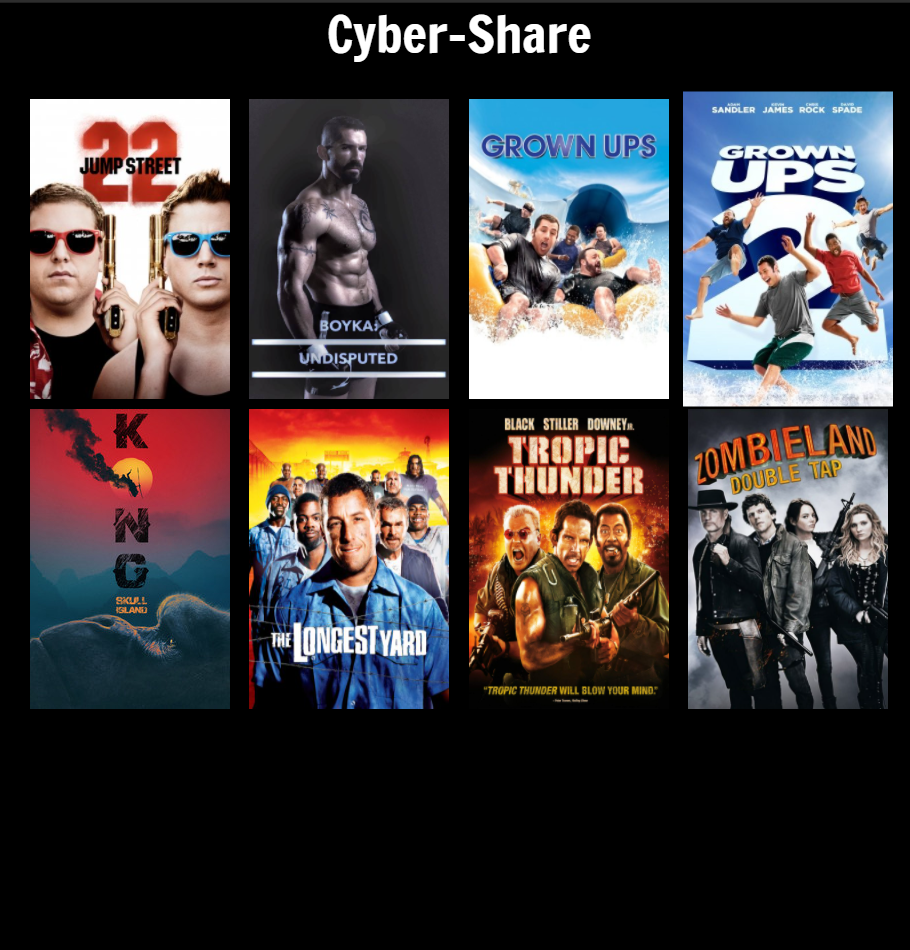 Cyber-Share
22
JUMP STREET
BOYKA:
UNDISPUTED
GROWN UPS
ADAM SANDLER KEVIN JAMES CHRIS ROCK DAVID SPADE
GROWN
UPS
2
K
NG
SKULL
ISLAND
THE LONGEST YARD
BLACK STILLER DOWNEY JR.
TROPIC
THUNDER
"TROPIC THUNDER WILL BLOW YOUR MIND."
ZOMBIELAND
DOUBLE TAP